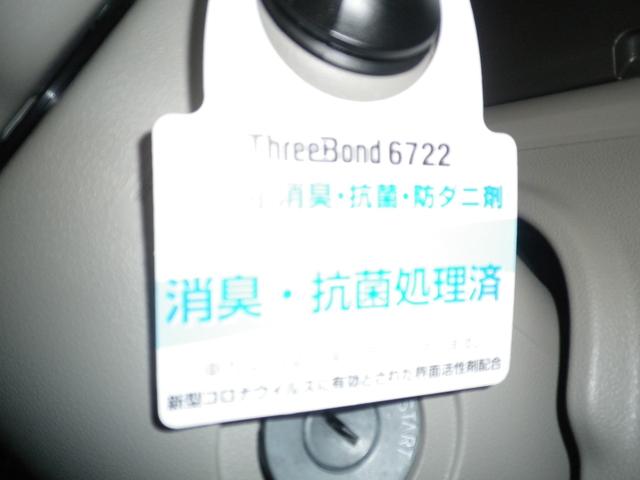 ThreeBond 6722
消臭・抗菌・防ダニ剤
消臭・抗菌処理済
新型コロナウイルスに有効とされた界面活性剤配合
START